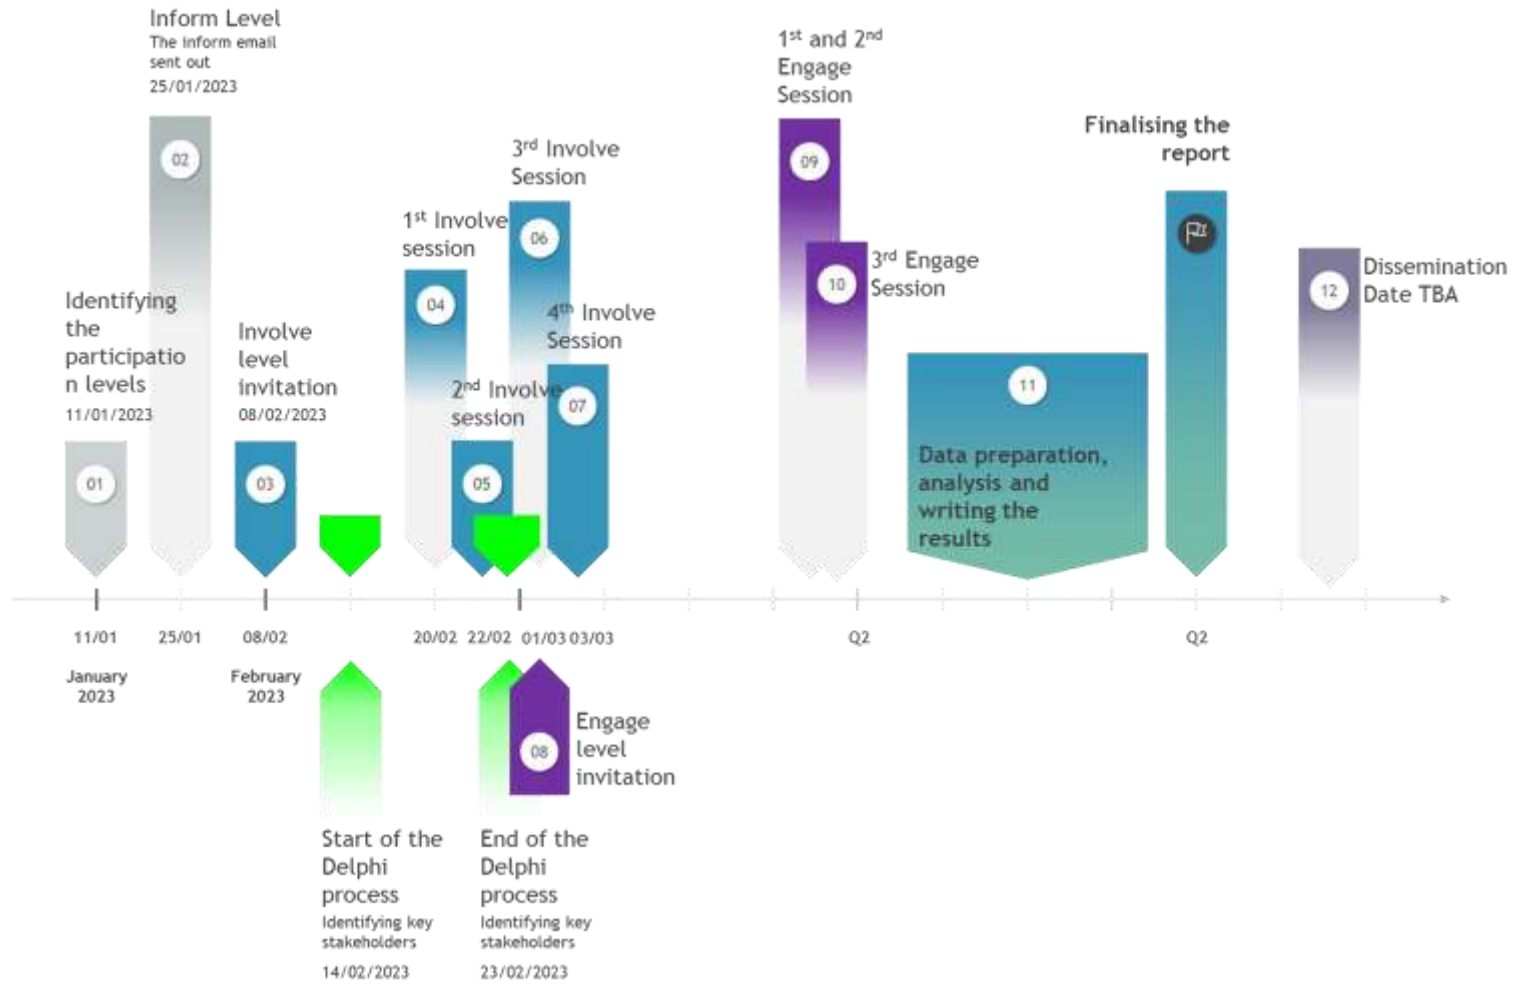 Inform Level
The inform email
sent out
25/01/2023
02
Identifying
the
participatio
n levels
11/01/2023
01
Involve
level
invitation
08/02/2023
03
1st Involve
session
04
2nd Involve
session
05
3rd Involve
Session
06
4th Involve
Session
07
1st and 2nd
Engage
Session
09
3rd Engage
Session
10
11
Data preparation,
analysis and
writing the
results
Finalising the
report
12
Dissemination
Date TBA
11/01 25/01 08/02 20/02 22/02 01/03 03/03 Q2 Q2
January
2023
February
2023
08
Engage
level
invitation
Start of the
Delphi
process
Identifying key
stakeholders
14/02/2023
End of the
Delphi
process
Identifying key
stakeholders
23/02/2023